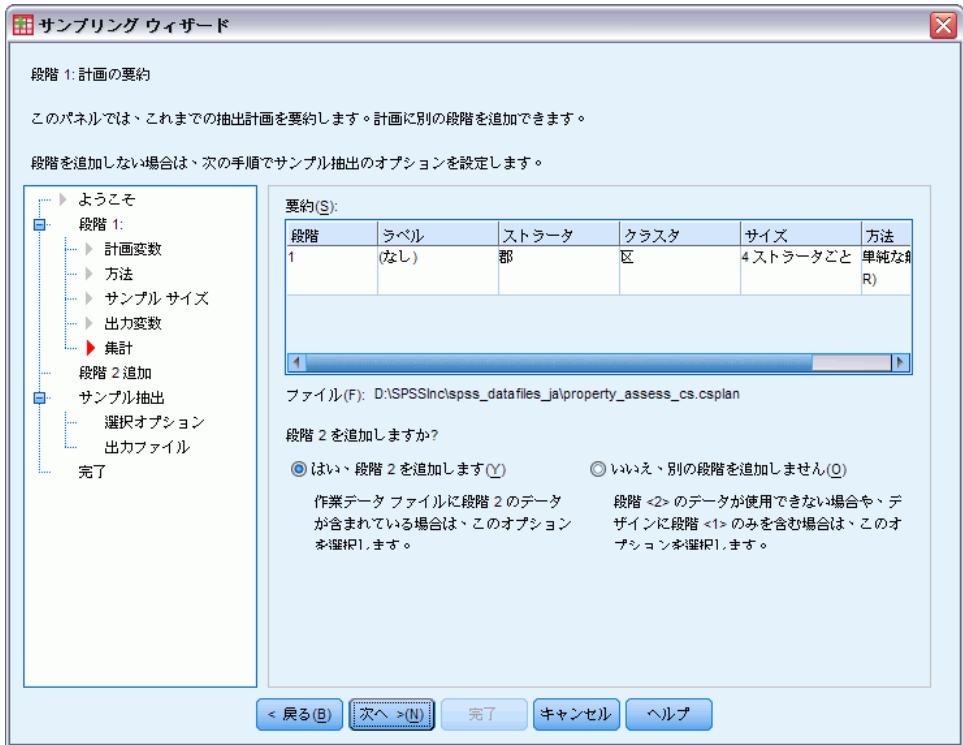 サンプリング ウィザード
段階 1: 計画の要約
このパネルでは、これまでの抽出計画を要約します。計画に別の段階を追加できます。
段階を追加しない場合は、次の手順でサンプル抽出のオプションを設定します。
ようこそ
段階 1:
計画変数
方法
サンプル サイズ
出力変数
集計
段階 2 追加
サンプル抽出
選択オプション
出力ファイル
完了
要約(S):
段階 ラベル ストラータ クラスタ サイズ 方法
1 (なし) 郡 区 4 ストラータごと 単純な
R)
ファイル(F): D:\SPSSInc\spss_datafiles_ja\property_assess_cs.csplan
段階 2 を追加しますか?
はい、段階 2 を追加します(Y)
作業データ ファイルに段階 2 のデータ
が含まれている場合は、このオプション
を選択します。
いいえ、別の段階を追加しません(O)
段階 <2> のデータが使用できない場合や、デ
ザインに段階 <1> のみを含む場合は、このオ
プションを選択します。
< 戻る(B) 次へ >(N) 完了 キャンセル ヘルプ